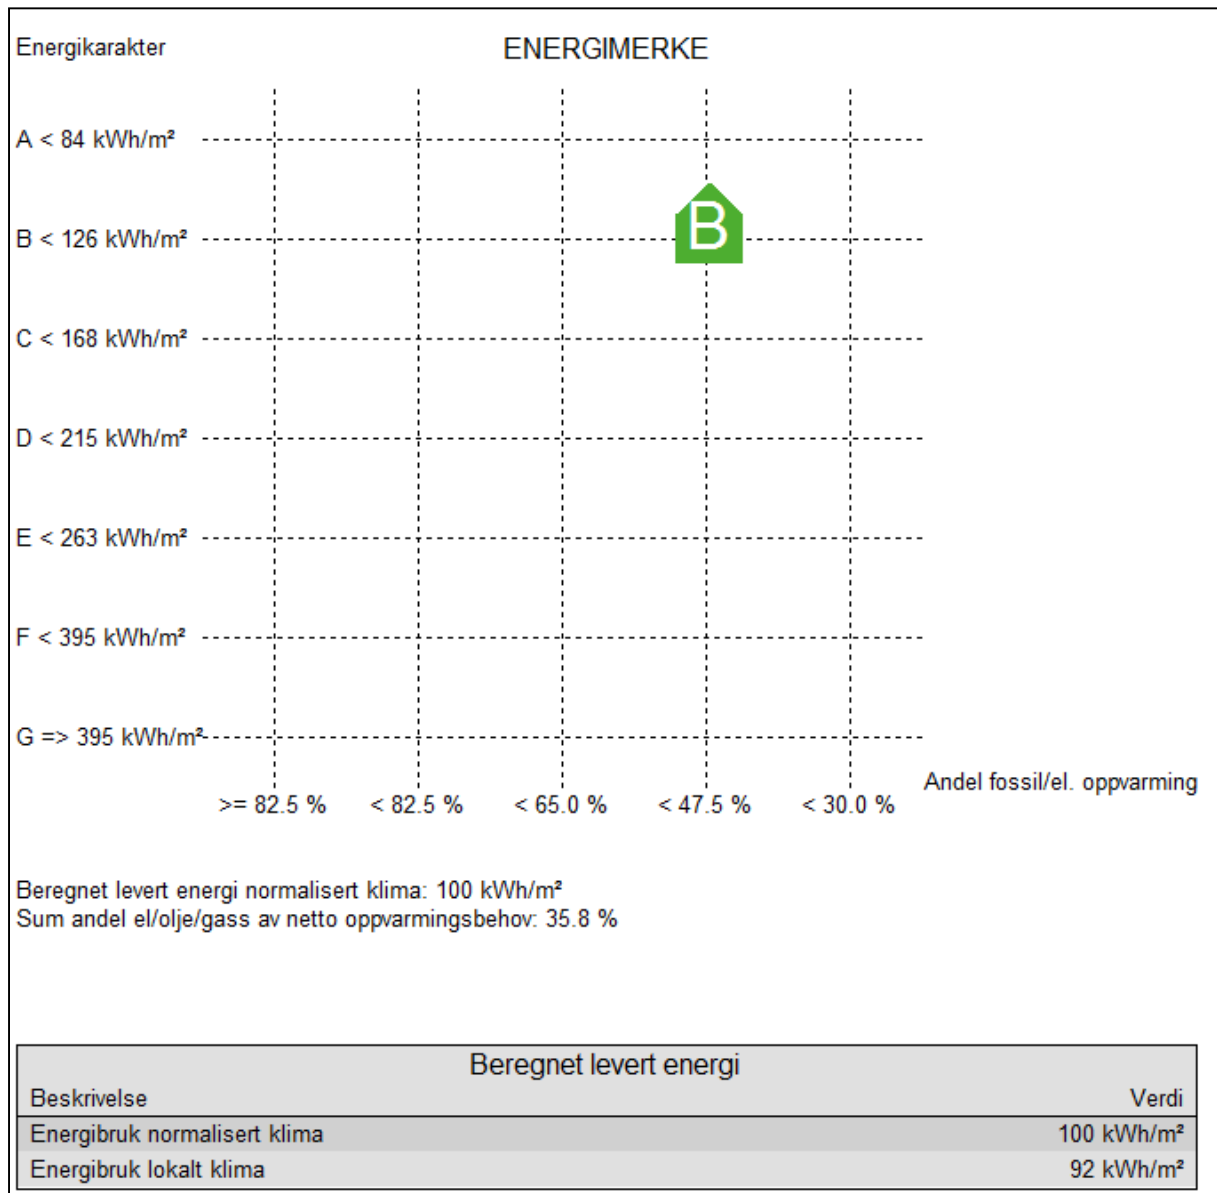 Energikarakter
ENERGIMERKE
A < 84 kWh/m²
B < 126 kWh/m²
B
C < 168 kWh/m²
D < 215 kWh/m²
E < 263 kWh/m²
F < 395 kWh/m²
G => 395 kWh/m²
Andel fossil/el. oppvarming
>= 82.5 % < 82.5 % < 65.0 % < 47.5 % < 30.0 %
Beregnet levert energi normalisert klima: 100 kWh/m²
Sum andel el/olje/gass av netto oppvarmingsbehov: 35.8 %
Beregnet levert energi
Beskrivelse Verdi
Energibruk normalisert klima 100 kWh/m²
Energibruk lokalt klima 92 kWh/m²